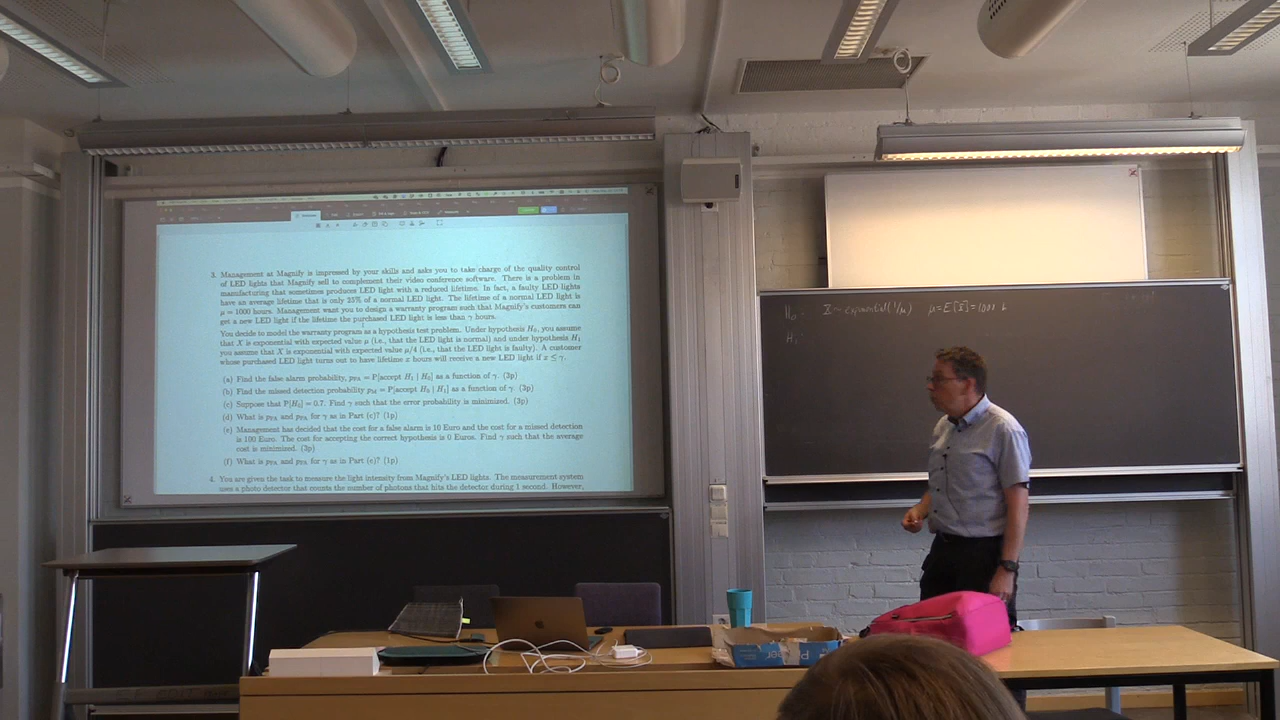 3. Management at Magnify is impressed by your skills and asks you to take charge of the quality control
of LED lights that Magnify sell to complement their video conference software. There is a problem in
manufacturing that sometimes produces LED light with a reduced lifetime. In fact, a faulty LED lights
have an average lifetime that is only 25% of a normal LED light. The lifetime of a normal LED light is
μ = 1000 hours. Management want you to design a warranty program such that Magnify's customers can
get a new LED light if the lifetime the purchased LED light is less than γ hours.
You decide to model the warranty program as a hypothesis test problem. Under hypothesis H₀, you assume
that X is exponential with expected value μ (i.e., that the LED light is normal) and under hypothesis H₁
you assume that X is exponential with expected value μ/4 (i.e., that the LED light is faulty). A customer
whose purchased LED light turns out to have lifetime x hours will receive a new LED light if x ≤ γ.
(a) Find the false alarm probability, pFA = P[accept H₁ | H₀] as a function of γ. (3p)
(b) Find the missed detection probability pM = P[accept H₀ | H₁] as a function of γ. (3p)
(c) Suppose that P[H₀] = 0.7. Find γ such that the error probability is minimized. (3p)
(d) What is pFA and pFA for γ as in Part (c)? (1p)
(e) Management has decided that the cost for a false alarm is 10 Euro and the cost for a missed detection
is 100 Euro. The cost for accepting the correct hypothesis is 0 Euros. Find γ such that the average
cost is minimized. (3p)
(f) What is pFA and pFA for γ as in Part (e)? (1p)
4. You are given the task to measure the light intensity from Magnify's LED lights. The measurement system
uses a photo detector that counts the number of photons that hits the detector during 1 second. However,
H₀: X ~ exponential(1/μ) μ=E[X]=1000 h
H₁: